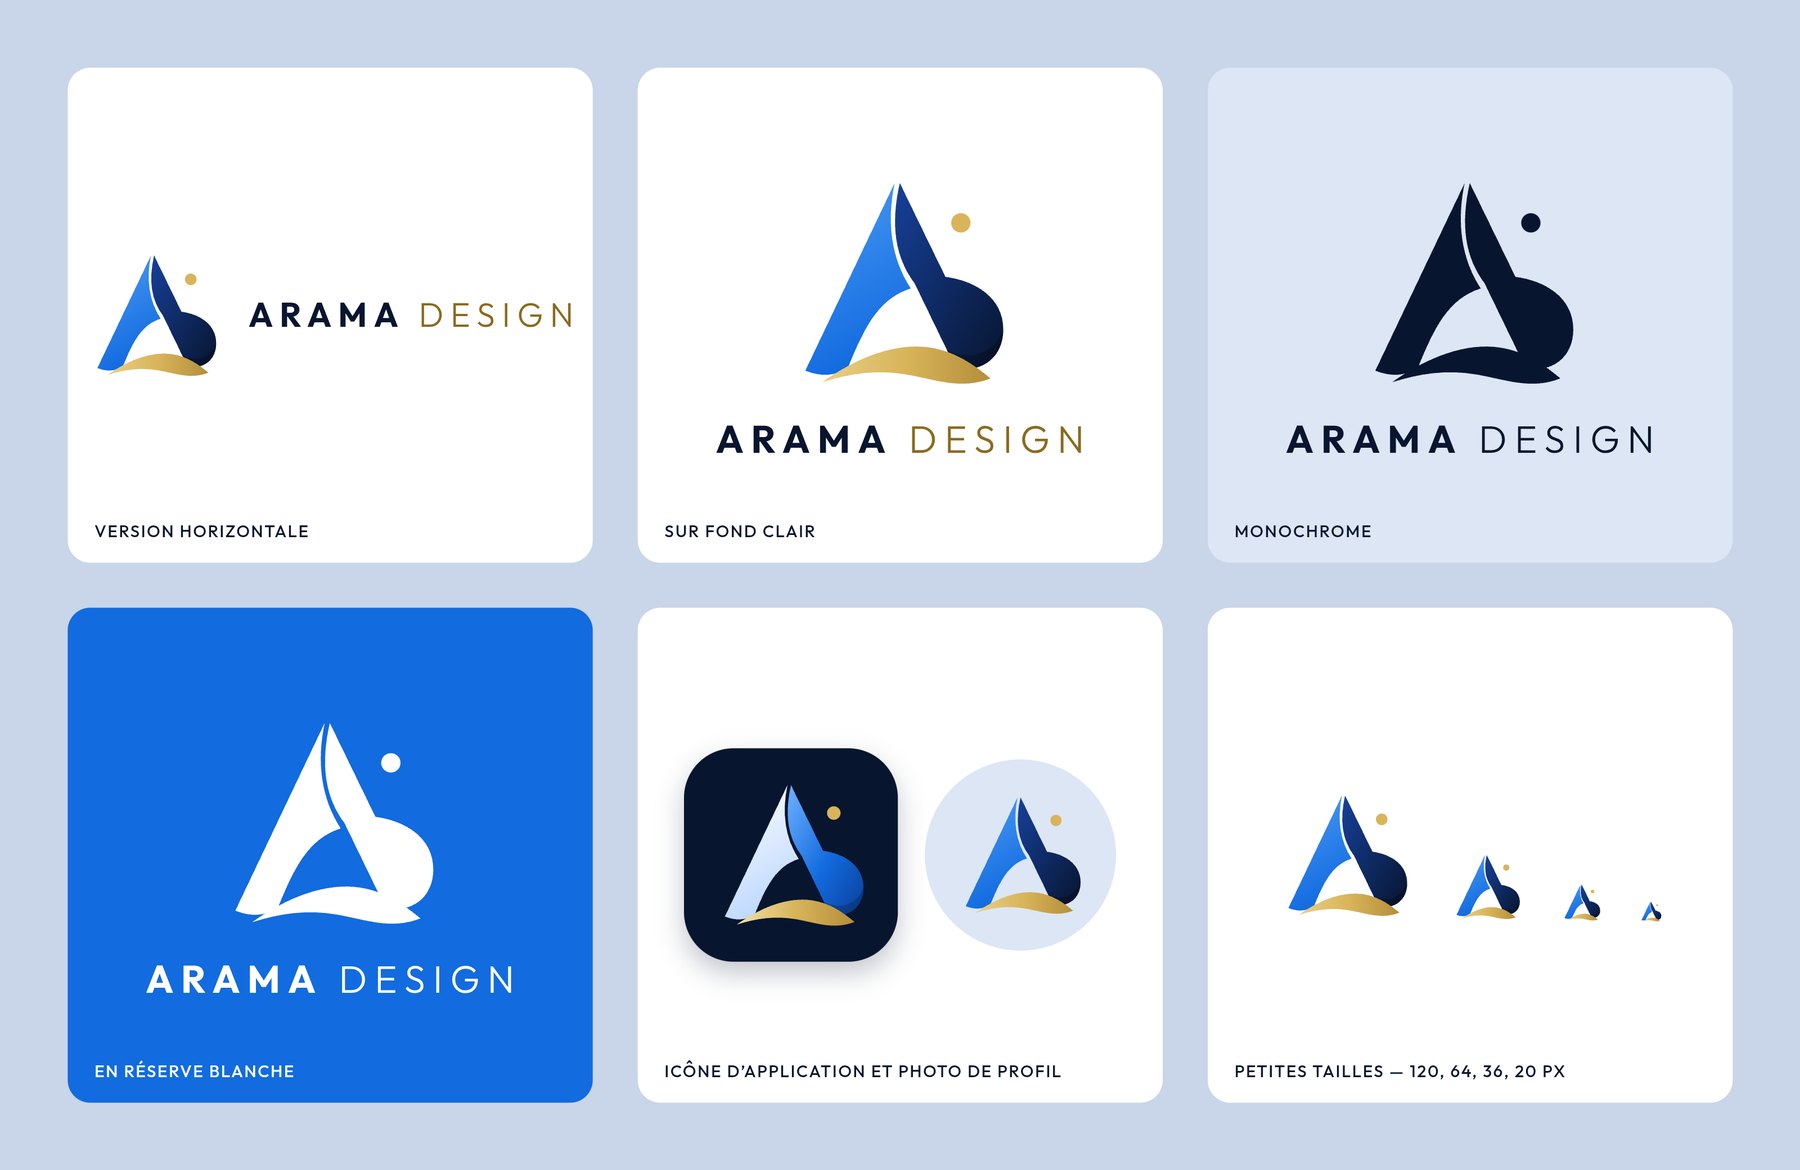 ARAMA DESIGN
VERSION HORIZONTALE
ARAMA DESIGN
SUR FOND CLAIR
ARAMA DESIGN
MONOCHROME
ARAMA DESIGN
EN RÉSERVE BLANCHE
ICÔNE D’APPLICATION ET PHOTO DE PROFIL
PETITES TAILLES — 120, 64, 36, 20 PX